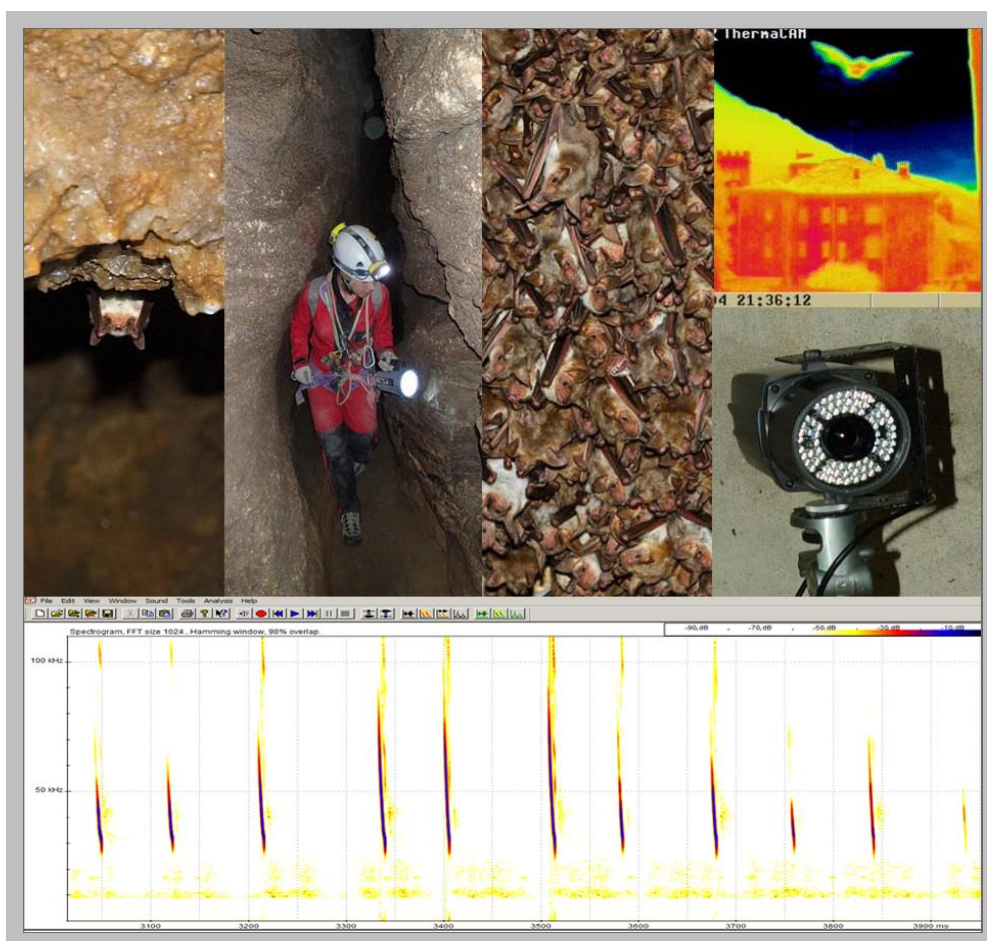 ThermaCAM
04 21:36:12
File Edit View Window Sound Tools Analysis Help
Spectrogram, FFT size 1024 , Hamming window, 98% overlap.
-90,dB -70,dB -50,dB -30,dB -10,dB
100 kHz
50 kHz
3100 3200 3300 3400 3500 3600 3700 3800 3900 ms